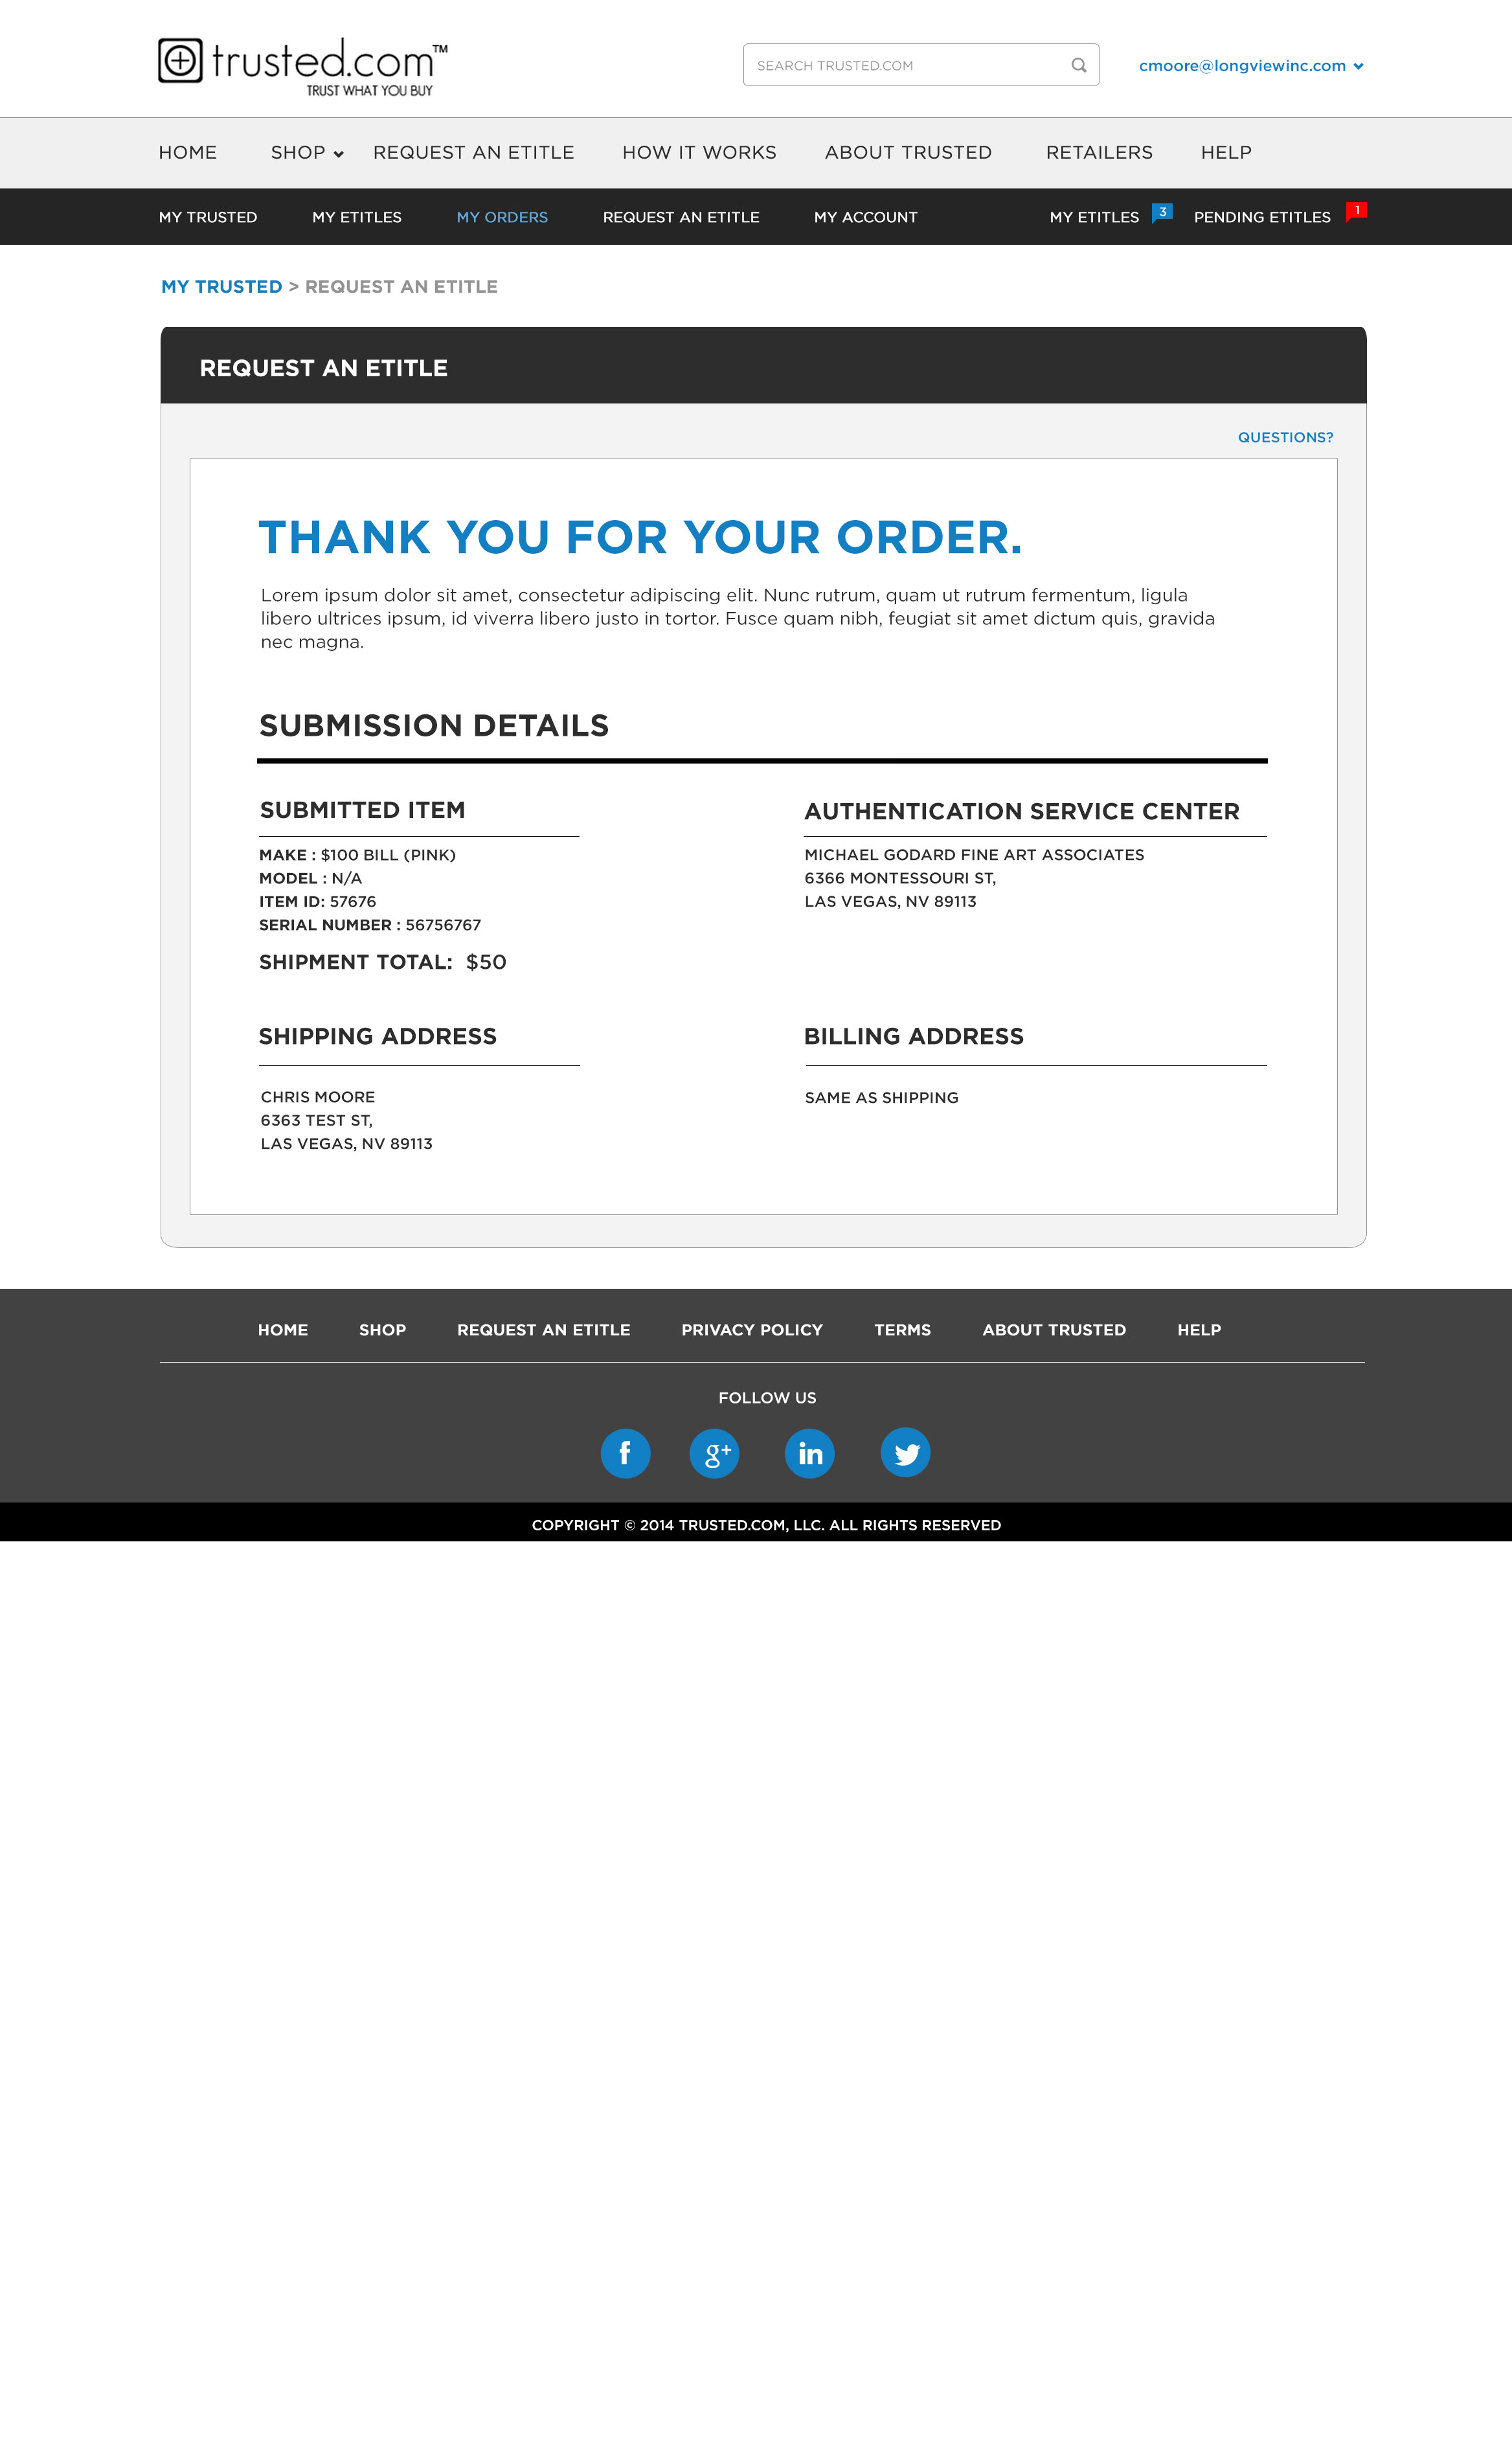 trusted.com™
TRUST WHAT YOU BUY
SEARCH TRUSTED.COM
cmoore@longviewinc.com
HOME SHOP REQUEST AN ETITLE HOW IT WORKS ABOUT TRUSTED RETAILERS HELP
MY TRUSTED MY ETITLES MY ORDERS REQUEST AN ETITLE MY ACCOUNT MY ETITLES 3 PENDING ETITLES 1
MY TRUSTED > REQUEST AN ETITLE
REQUEST AN ETITLE
QUESTIONS?
THANK YOU FOR YOUR ORDER.
Lorem ipsum dolor sit amet, consectetur adipiscing elit. Nunc rutrum, quam ut rutrum fermentum, ligula
libero ultrices ipsum, id viverra libero justo in tortor. Fusce quam nibh, feugiat sit amet dictum quis, gravida
nec magna.
SUBMISSION DETAILS
SUBMITTED ITEM
MAKE : $100 BILL (PINK)
MODEL : N/A
ITEM ID: 57676
SERIAL NUMBER : 56756767
SHIPMENT TOTAL: $50
AUTHENTICATION SERVICE CENTER
MICHAEL GODARD FINE ART ASSOCIATES
6366 MONTESSOURI ST,
LAS VEGAS, NV 89113
SHIPPING ADDRESS
CHRIS MOORE
6363 TEST ST,
LAS VEGAS, NV 89113
BILLING ADDRESS
SAME AS SHIPPING
HOME SHOP REQUEST AN ETITLE PRIVACY POLICY TERMS ABOUT TRUSTED HELP
FOLLOW US
f g+ in
COPYRIGHT © 2014 TRUSTED.COM, LLC. ALL RIGHTS RESERVED